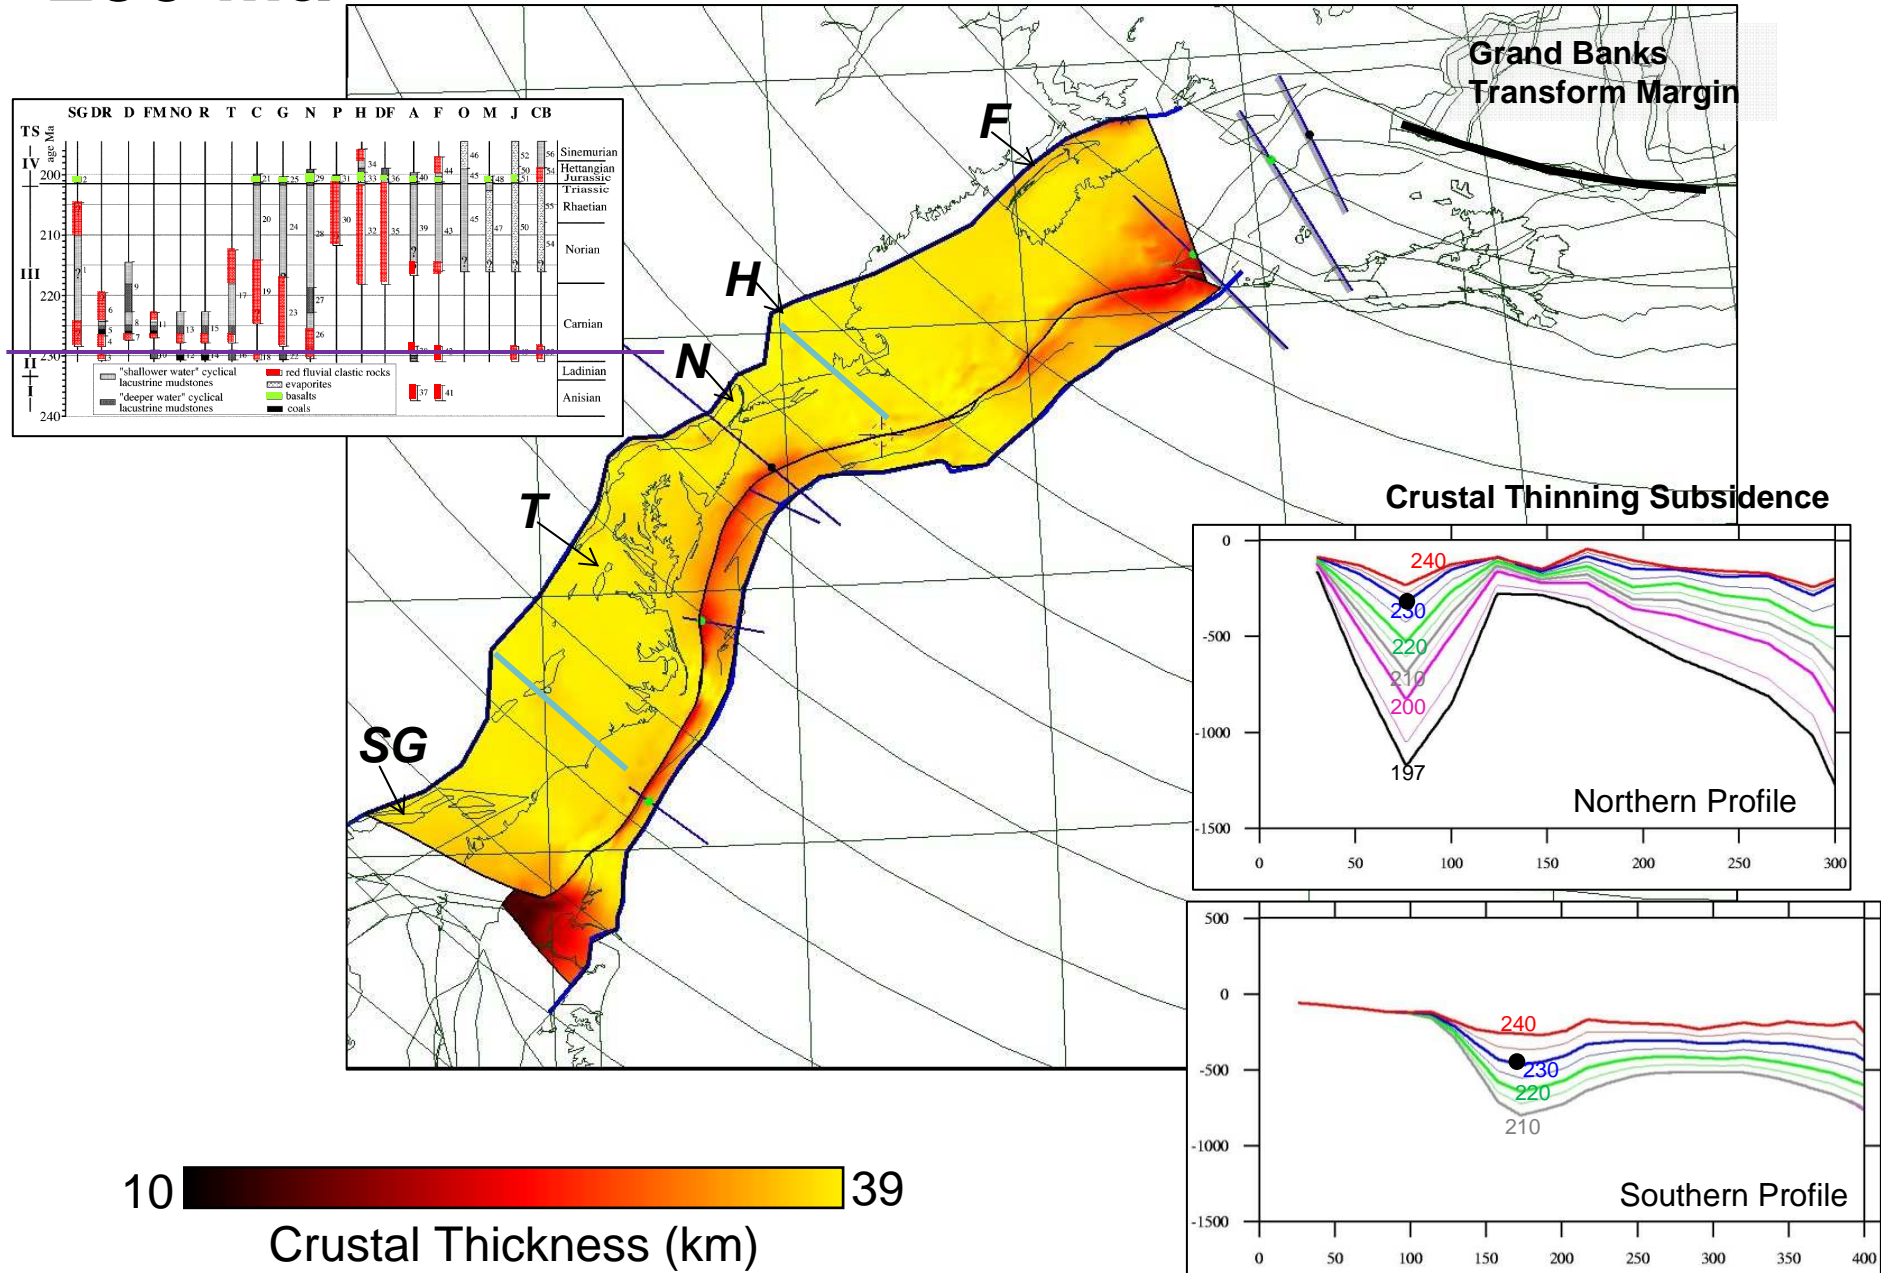 Grand Banks
Transform Margin
SG DR D FM NO R T C G N P H DF A F O M J CB
TS
age Ma
IV
200
210
III
220
230
II
I
240
Sinemurian
Hettangian
Jurassic
Triassic
Rhaetian
Norian
Carnian
Ladinian
Anisian
"shallower water" cyclical
lacustrine mudstones
"deeper water" cyclical
lacustrine mudstones
red fluvial clastic rocks
evaporites
basalts
coals
F
H
N
T
SG
Crustal Thinning Subsidence
0
-500
-1000
-1500
240
230
220
210
200
197
Northern Profile
0 50 100 150 200 250 300
500
0
-500
-1000
-1500
240
230
220
210
Southern Profile
0 50 100 150 200 250 300 350 400
10
39
Crustal Thickness (km)